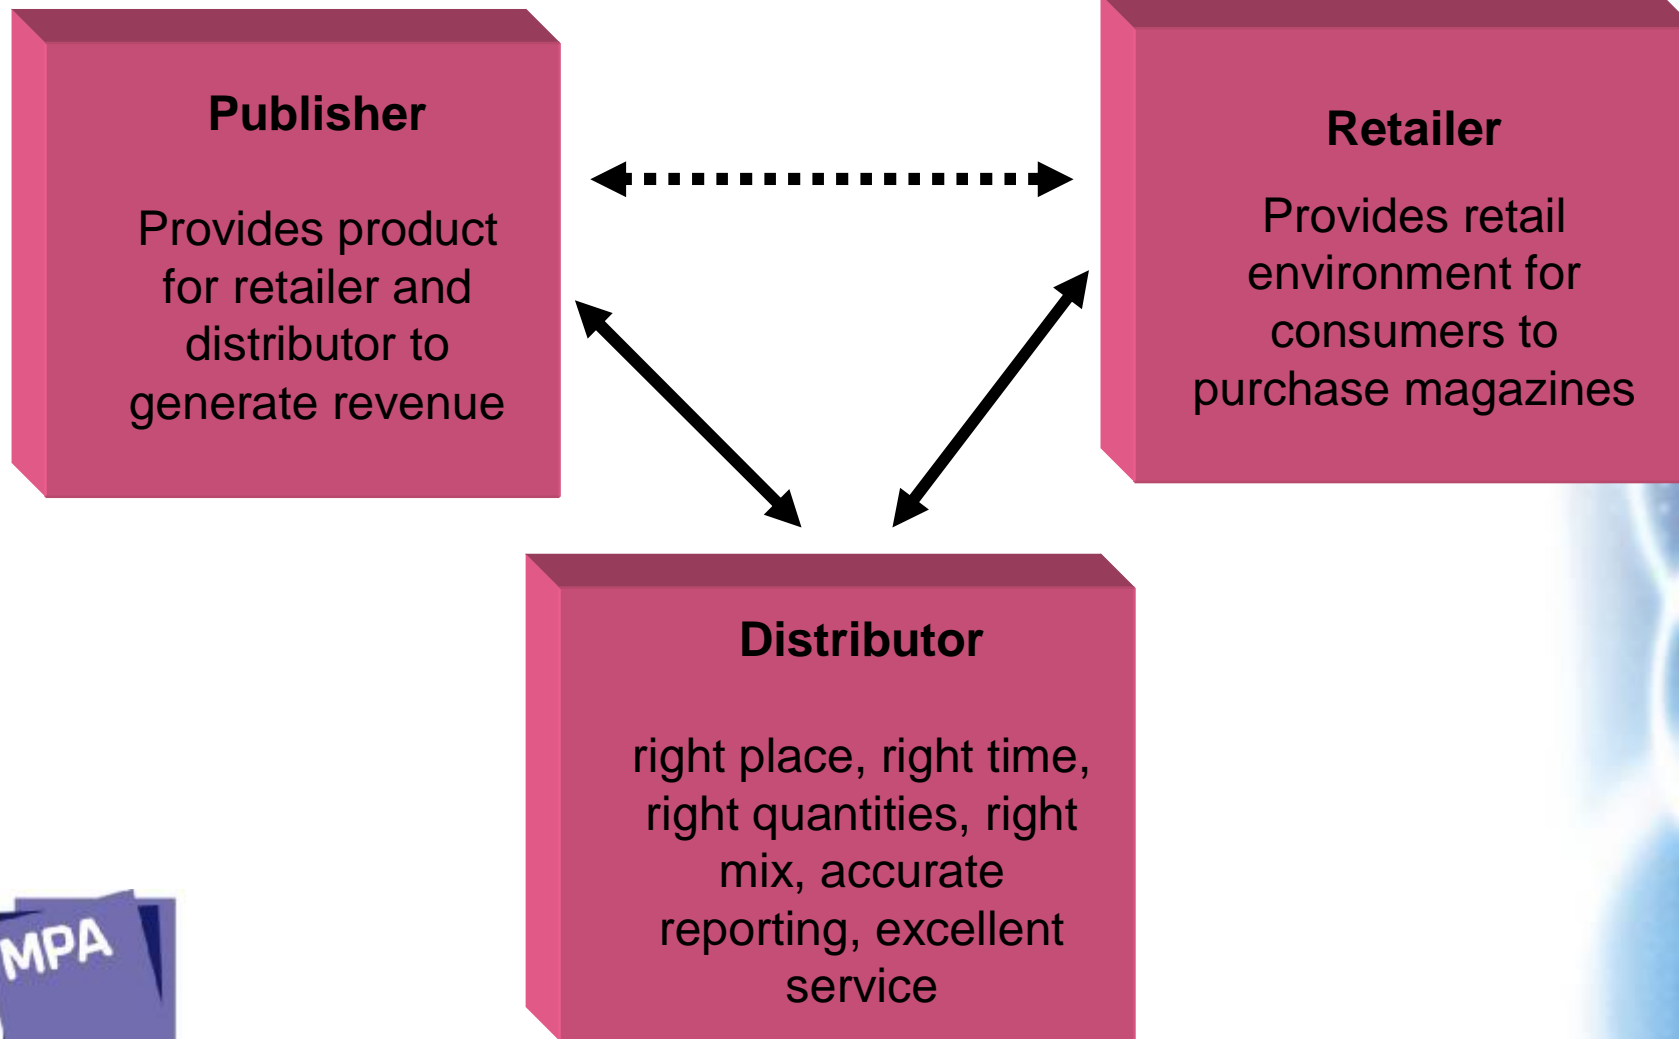 Publisher
Provides product
for retailer and
distributor to
generate revenue
Retailer
Provides retail
environment for
consumers to
purchase magazines
Distributor
right place, right time,
right quantities, right
mix, accurate
reporting, excellent
service
MPA